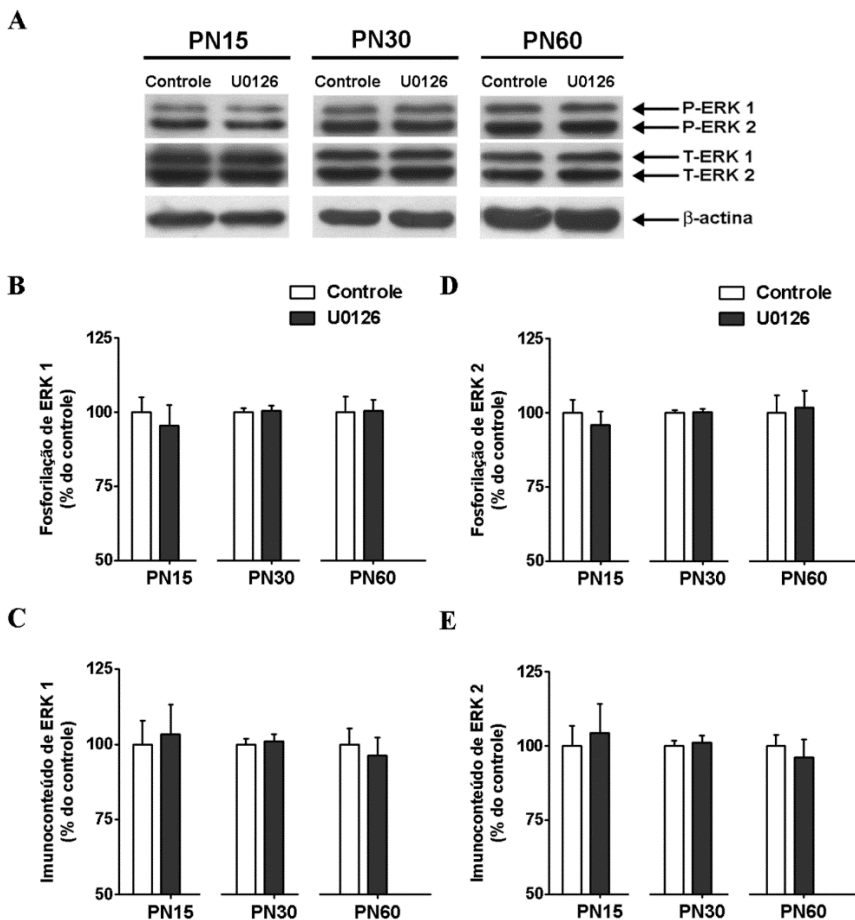 A
PN15 PN30 PN60
Controle U0126 Controle U0126 Controle U0126
P-ERK 1
P-ERK 2
T-ERK 1
T-ERK 2
β-actina
B
Controle
U0126
Fosforilação de ERK 1
(% do controle)
125
100
75
50
PN15 PN30 PN60
D
Controle
U0126
Fosforilação de ERK 2
(% do controle)
125
100
75
50
PN15 PN30 PN60
C
Imunoconteúdo de ERK 1
(% do controle)
125
100
75
50
PN15 PN30 PN60
E
Imunoconteúdo de ERK 2
(% do controle)
125
100
75
50
PN15 PN30 PN60